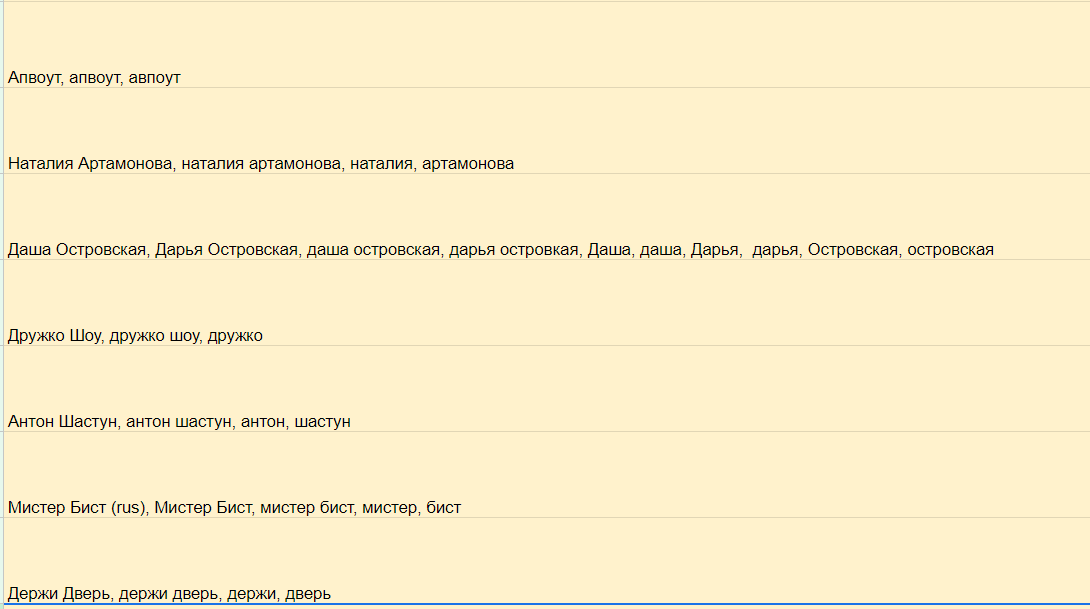 Апвоут, апвоут, авпоут
Наталия Артамонова, наталия артамонова, наталия, артамонова
Даша Островская, Дарья Островская, даша островская, дарья островкая, Даша, даша, Дарья,  дарья, Островская, островская
Дружко Шоу, дружко шоу, дружко
Антон Шастун, антон шастун, антон, шастун
Мистер Бист (rus), Мистер Бист, мистер бист, мистер, бист
Держи Дверь, держи дверь, держи, дверь